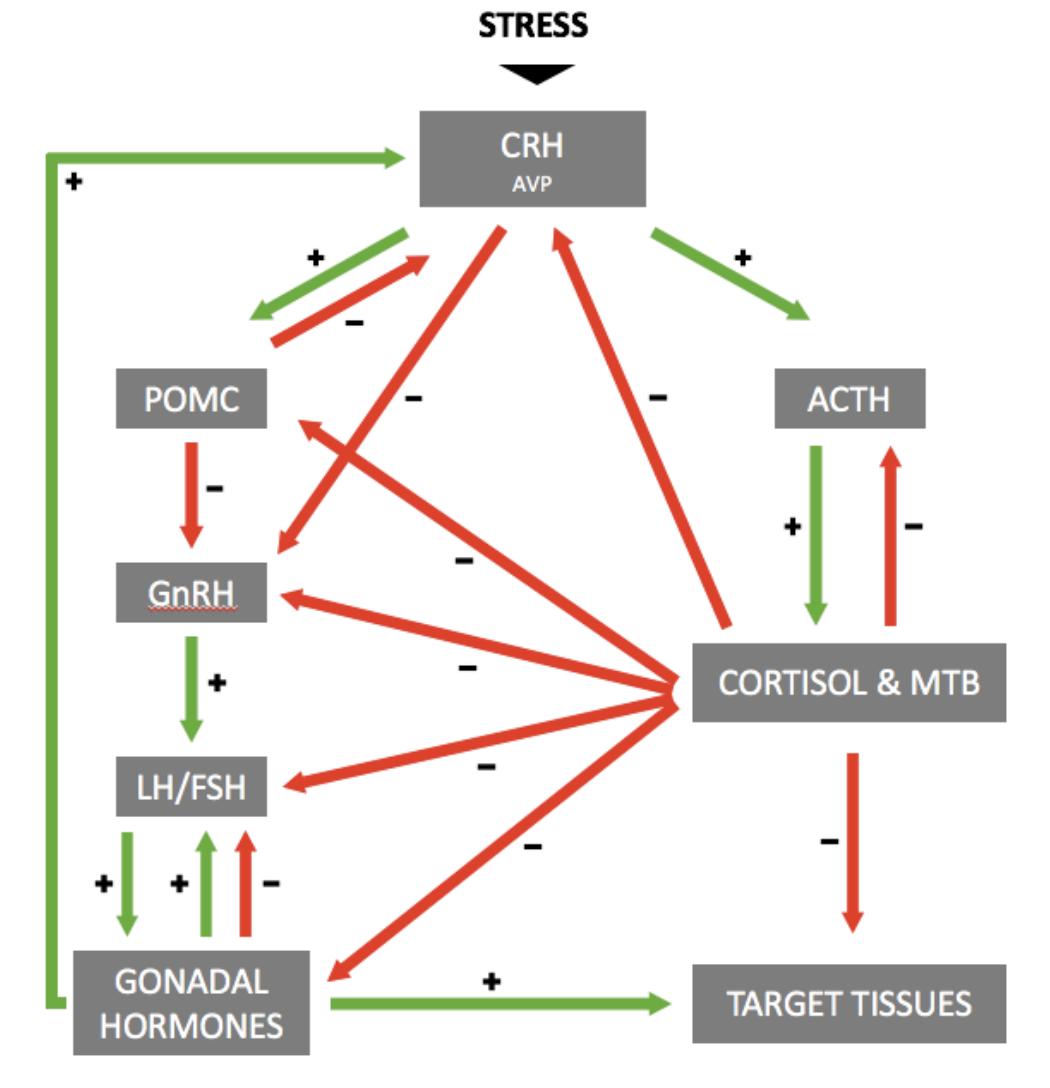 STRESS
CRH
AVP
+
+
+
−
−
−
POMC
ACTH
−
−
+
−
GnRH
−
+
CORTISOL & MTB
−
LH/FSH
−
−
+
+
−
GONADAL
HORMONES
+
TARGET TISSUES